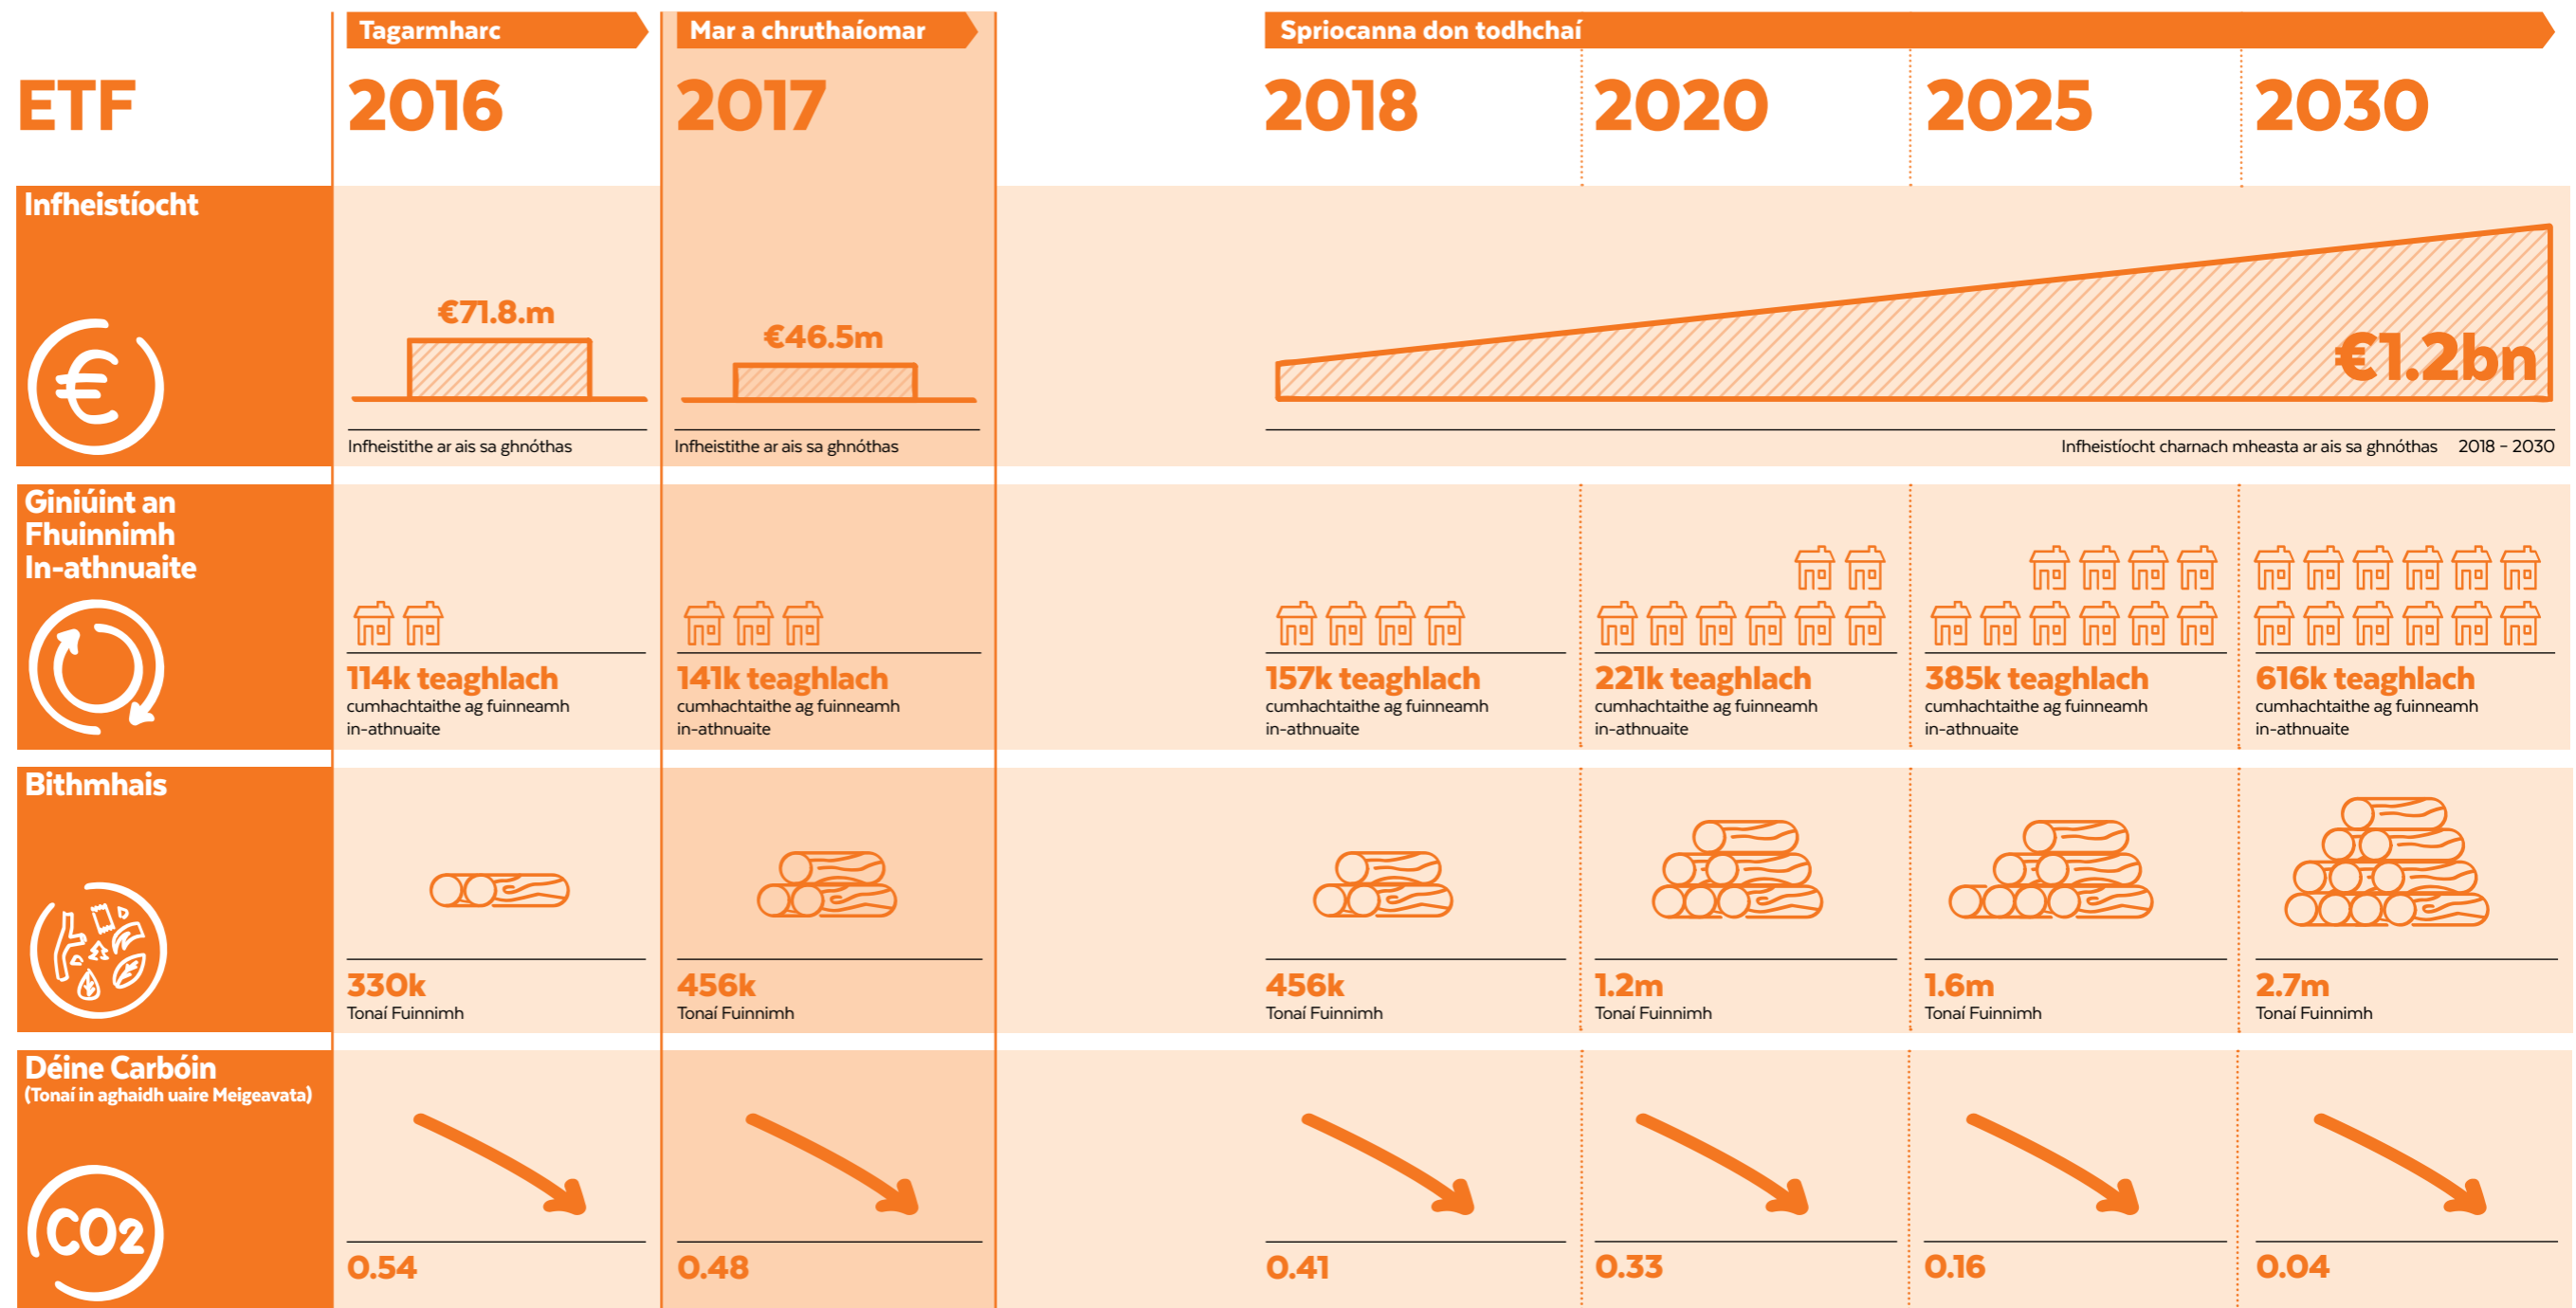 Tagarmharc
Mar a chruthaíomar
Spriocanna don todhchaí
ETF
2016
2017
2018
2020
2025
2030
Infheistíocht
€
€71.8.m
€46.5m
€1.2bn
Infheistithe ar ais sa ghnóthas
Infheistithe ar ais sa ghnóthas
Infheistíocht charnach mheasta ar ais sa ghnóthas 2018 – 2030
Giniúint an
Fhuinnimh
In-athnuaite
114k teaghlach
cumhachtaithe ag fuinneamh
in-athnuaite
141k teaghlach
cumhachtaithe ag fuinneamh
in-athnuaite
157k teaghlach
cumhachtaithe ag fuinneamh
in-athnuaite
221k teaghlach
cumhachtaithe ag fuinneamh
in-athnuaite
385k teaghlach
cumhachtaithe ag fuinneamh
in-athnuaite
616k teaghlach
cumhachtaithe ag fuinneamh
in-athnuaite
Bithmhais
330k
Tonaí Fuinnimh
456k
Tonaí Fuinnimh
456k
Tonaí Fuinnimh
1.2m
Tonaí Fuinnimh
1.6m
Tonaí Fuinnimh
2.7m
Tonaí Fuinnimh
Déine Carbóin
(Tonaí in aghaidh uaire Meigeavata)
CO2
0.54
0.48
0.41
0.33
0.16
0.04